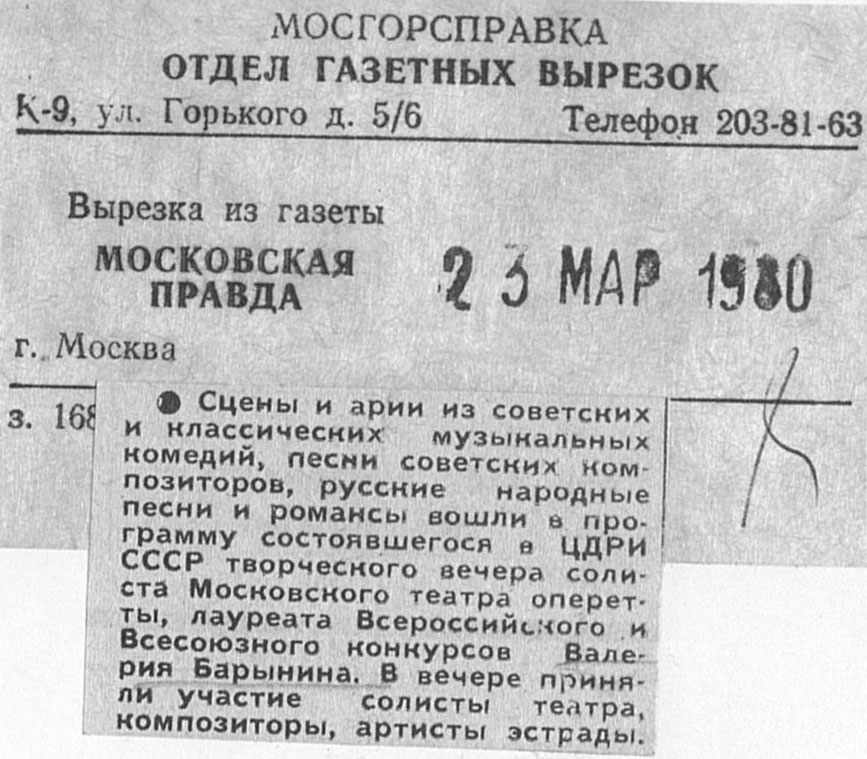 МОСГОРСПРАВКА
ОТДЕЛ ГАЗЕТНЫХ ВЫРЕЗОК
К-9, ул. Горького д. 5/6 Телефон 203-81-63
Вырезка из газеты
МОСКОВСКАЯ
ПРАВДА
23 МАР 1980
г. Москва
з. 168
● Сцены и арии из советских
и классических музыкальных
комедий, песни советских ком-
позиторов, русские народные
песни и романсы вошли в про-
грамму состоявшегося в ЦДРИ
СССР творческого вечера соли-
ста Московского театра оперет-
ты, лауреата Всероссийского и
Всесоюзного конкурсов Вале-
рия Барынина. В вечере приня-
ли участие солисты театра,
композиторы, артисты эстрады.